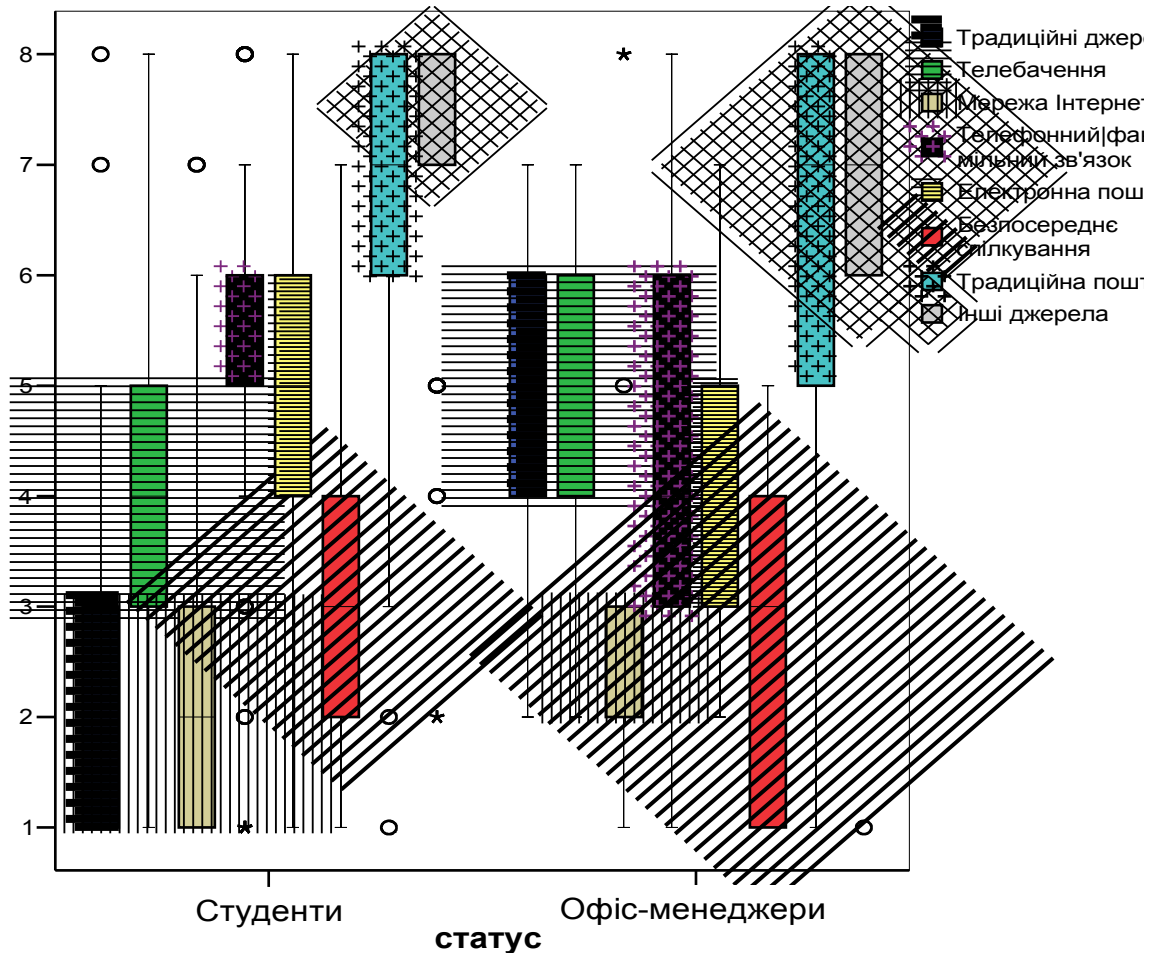 8
7
6
5
4
3
2
1
Традиційні джер
Телебачення
Мережа Інтернет
Телефонний|фак
мільний зв'язок
Електронна пош
Безпосереднє
спілкування
Традиційна пошт
Інші джерела
Студенти
Офіс-менеджери
статус